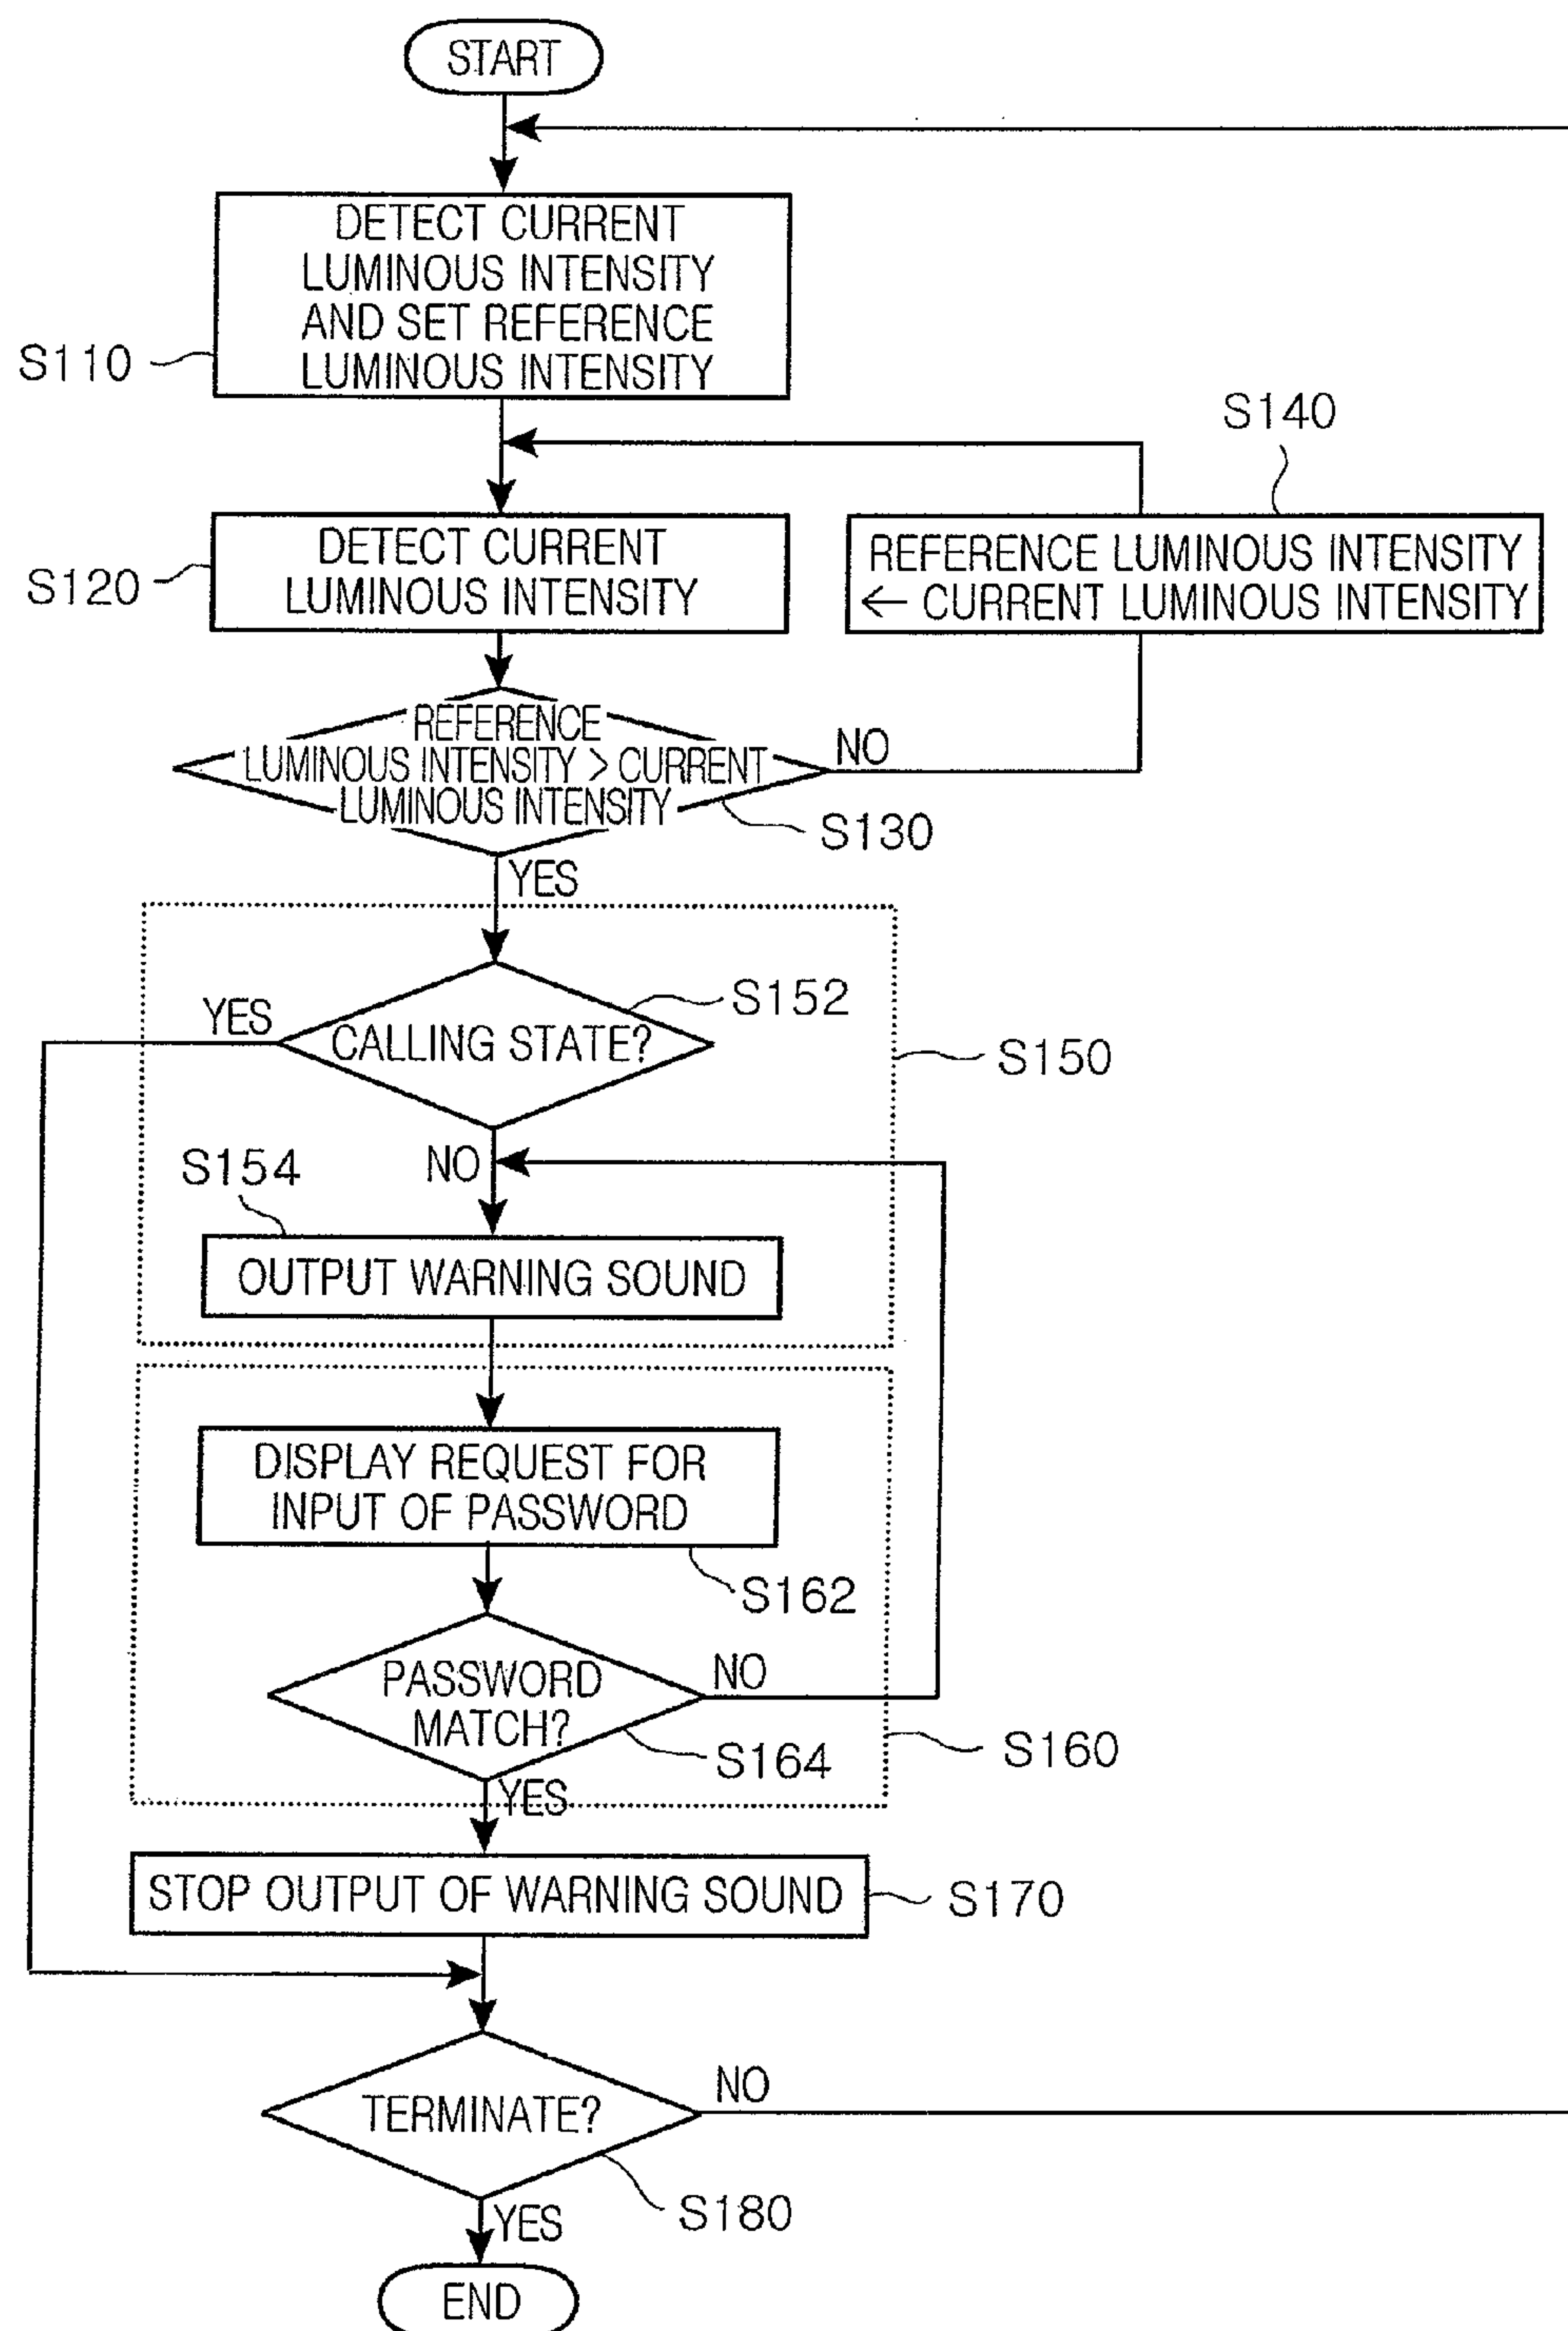 START
DETECT CURRENT
LUMINOUS INTENSITY
AND SET REFERENCE
LUMINOUS INTENSITY
S110
S140
DETECT CURRENT
LUMINOUS INTENSITY
S120
REFERENCE LUMINOUS INTENSITY
← CURRENT LUMINOUS INTENSITY
REFERENCE
LUMINOUS INTENSITY > CURRENT
LUMINOUS INTENSITY
NO
S130
YES
S152
YES
CALLING STATE?
S150
NO
S154
OUTPUT WARNING SOUND
DISPLAY REQUEST FOR
INPUT OF PASSWORD
S162
PASSWORD
MATCH?
NO
S164
S160
YES
STOP OUTPUT OF WARNING SOUND
S170
TERMINATE?
NO
S180
YES
END